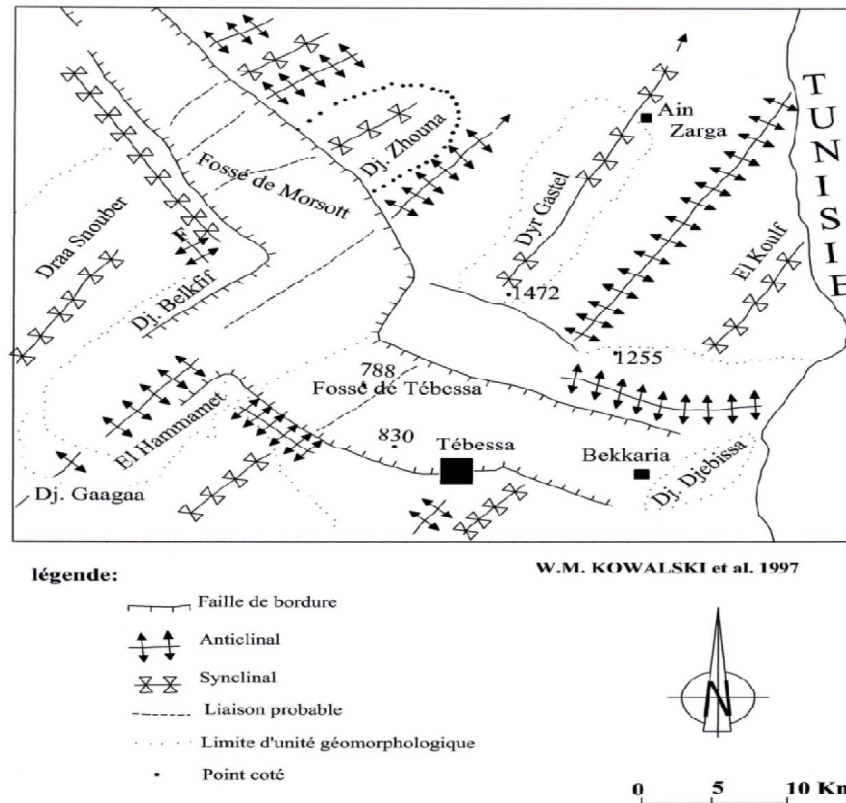 TUNISIE
Ain
Zarga
Dj. Zhouna
Fossé de Morsott
Dyr Gastel
Draa Snouber
El Koulf
Dj. Belkfif
1472
1255
788
Fossé de Tébessa
El Hammamet
830
Tébessa
Bekkaria
Dj. Djebissa
Dj. Gaagaa
légende:
W.M. KOWALSKI et al. 1997
Faille de bordure
Anticlinal
Synclinal
Liaison probable
Limite d'unité géomorphologique
Point coté
N
0 5 10 Km